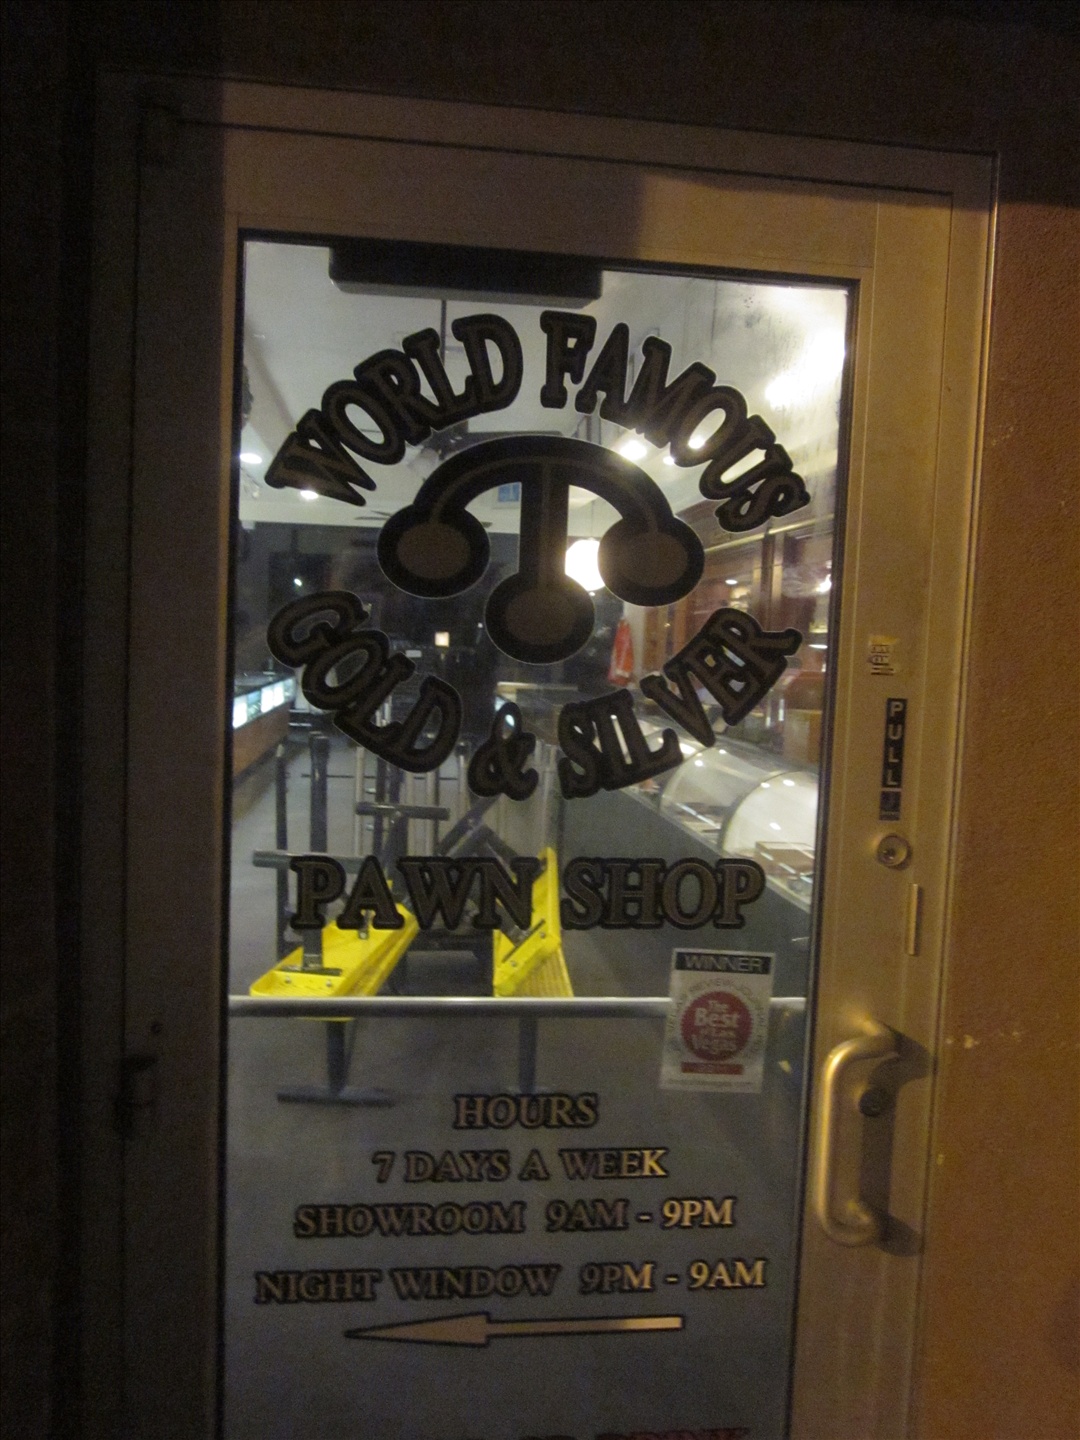 WORLD FAMOUS
GOLD & SILVER
PAWN SHOP
PULL
WINNER
The
Best
of Las
Vegas
HOURS
7 DAYS A WEEK
SHOWROOM 9AM - 9PM
NIGHT WINDOW 9PM - 9AM